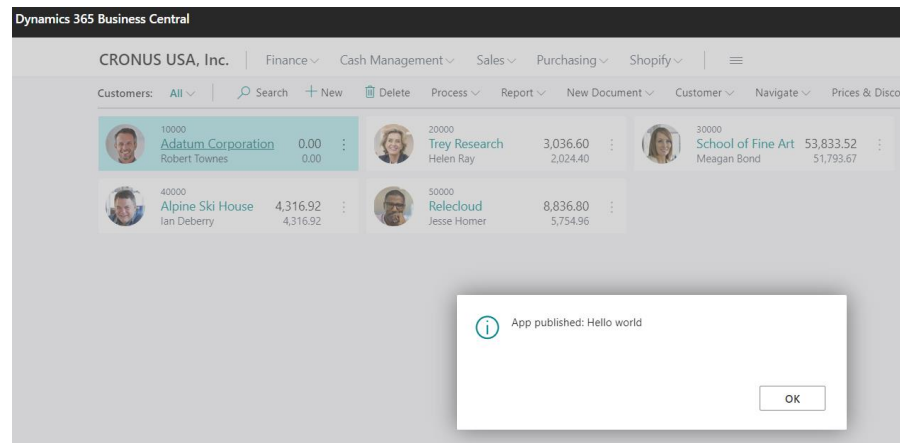 Dynamics 365 Business Central
CRONUS USA, Inc. Finance Cash Management Sales Purchasing Shopify
Customers: All Search New Delete Process Report New Document Customer Navigate Prices & Disco
10000
Adatum Corporation 0.00
Robert Townes 0.00
20000
Trey Research 3,036.60
Helen Ray 2,024.40
30000
School of Fine Art 53,833.52
Meagan Bond 51,793.67
40000
Alpine Ski House 4,316.92
Ian Deberry 4,316.92
50000
Relecloud 8,836.80
Jesse Homer 5,754.96
App published: Hello world
OK